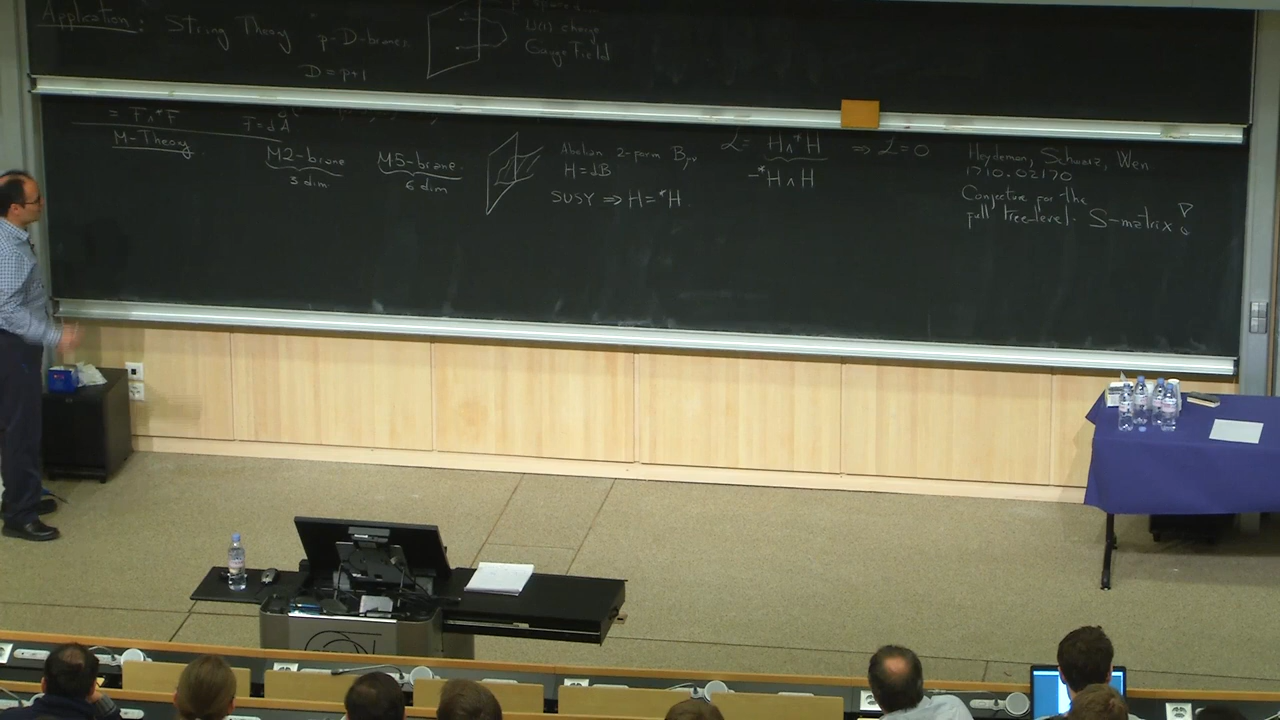 Application: String Theory p-D-branes
D = p+1
U(1) charge
Gauge Field
= F∧*F
F = dA
M-Theory
M2-brane
3 dim
M5-brane
6 dim
Abelian 2-form Bμν
H = dB
SUSY ⇒ H = *H
ℒ = H∧*H ⇒ ℒ = 0
-*H∧H
Heydeman, Schwarz, Wen
1710.02170
Conjecture for the
full tree-level S-matrix!